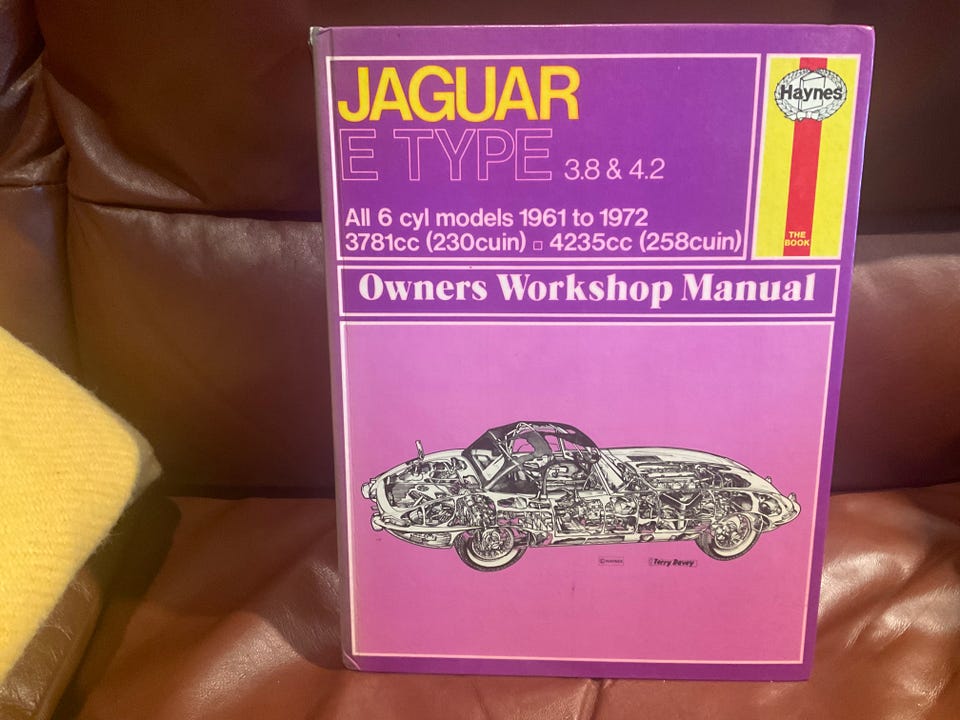 JAGUAR
E TYPE 3.8 & 4.2
All 6 cyl models 1961 to 1972
3781cc (230cuin) ▫ 4235cc (258cuin)
Haynes
THE
BOOK
Owners Workshop Manual
© HAYNES
Terry Davey